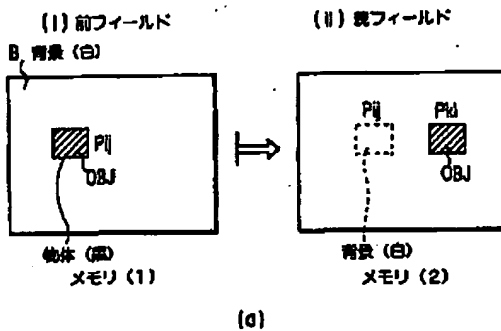 (i) 前フィールド
(ii) 現フィールド
B 背景 (白)
Pij
OBJ
Pij
Pkl
OBJ
物体 (黒)
メモリ (1)
背景 (白)
メモリ (2)
(a)